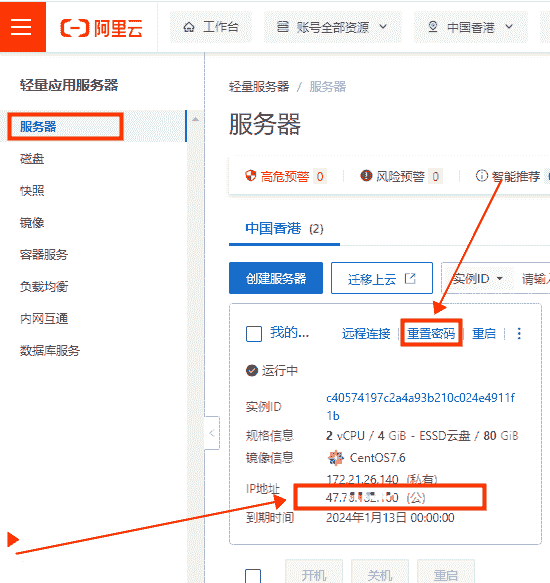 阿里云
工作台
账号全部资源
中国香港
轻量应用服务器
服务器
磁盘
快照
镜像
容器服务
负载均衡
内网互通
数据库服务
轻量服务器 / 服务器
服务器
高危预警 0
风险预警 0
智能推荐
中国香港 (2)
创建服务器
迁移上云
实例ID
请输入
我的...
远程连接
重置密码
重启
运行中
实例ID
c40574197c2a4a93b210c024e4911f
1b
规格信息
2 vCPU / 4 GiB - ESSD云盘 / 80 GiB
镜像信息
CentOS7.6
IP地址
172.21.26.140 (私有)
(公)
到期时间
2024年1月13日 00:00:00
开机
关机
重启